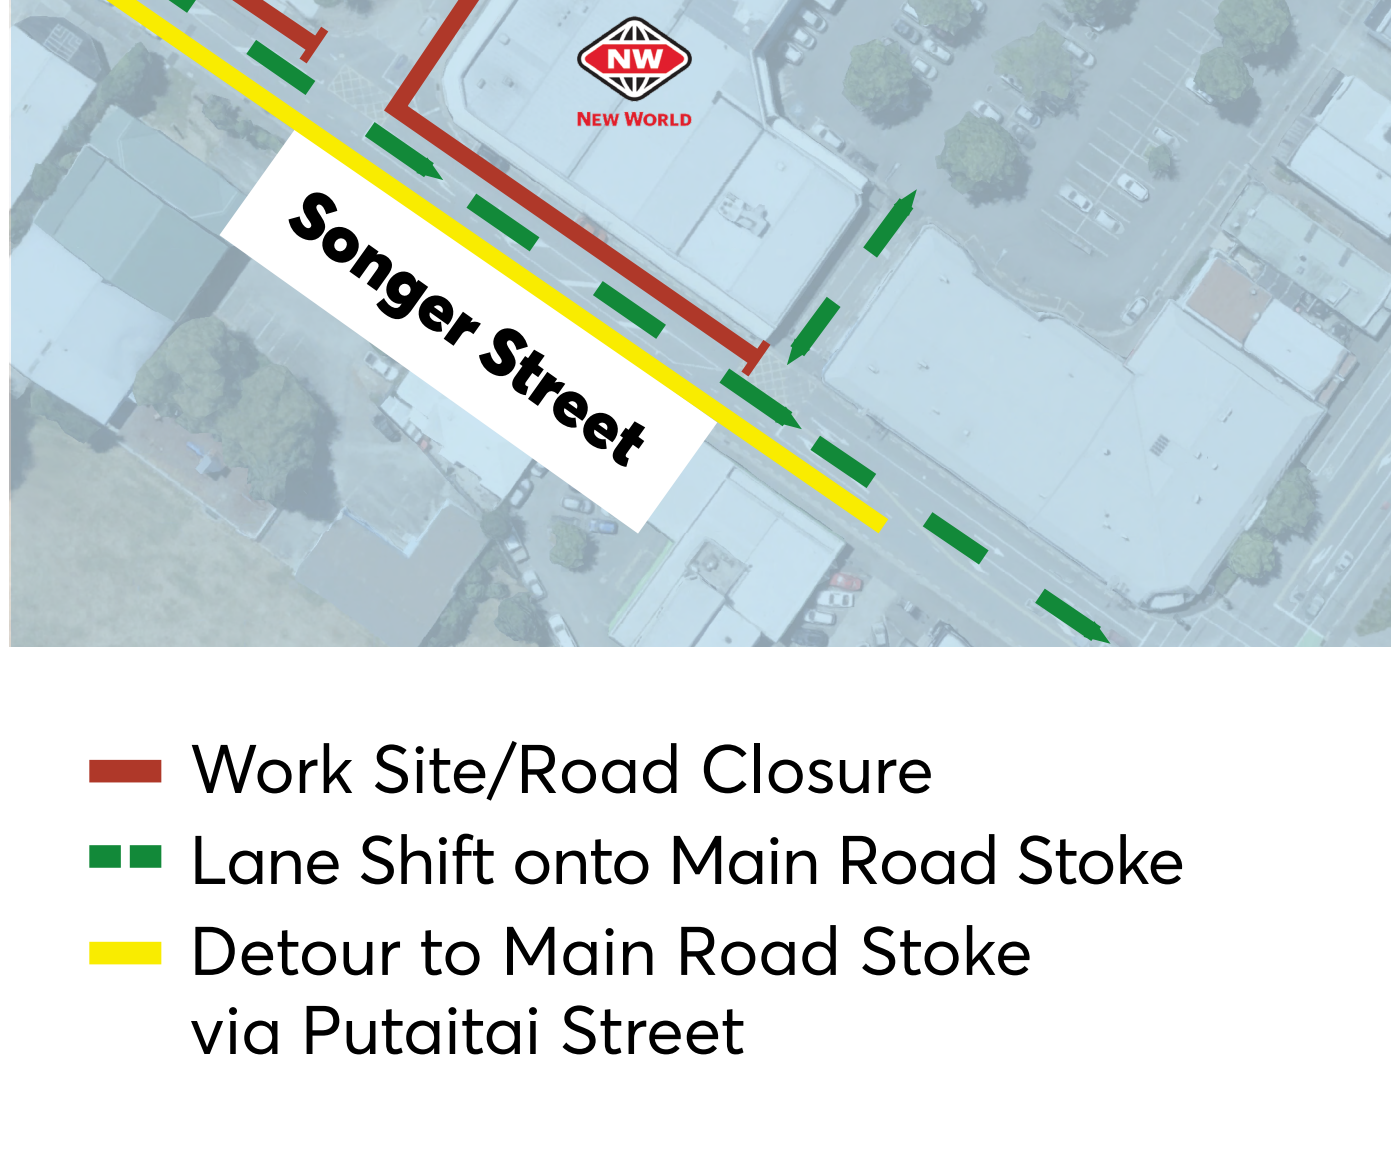 NW
NEW WORLD
Songer Street
Work Site/Road Closure
Lane Shift onto Main Road Stoke
Detour to Main Road Stoke
via Putaitai Street